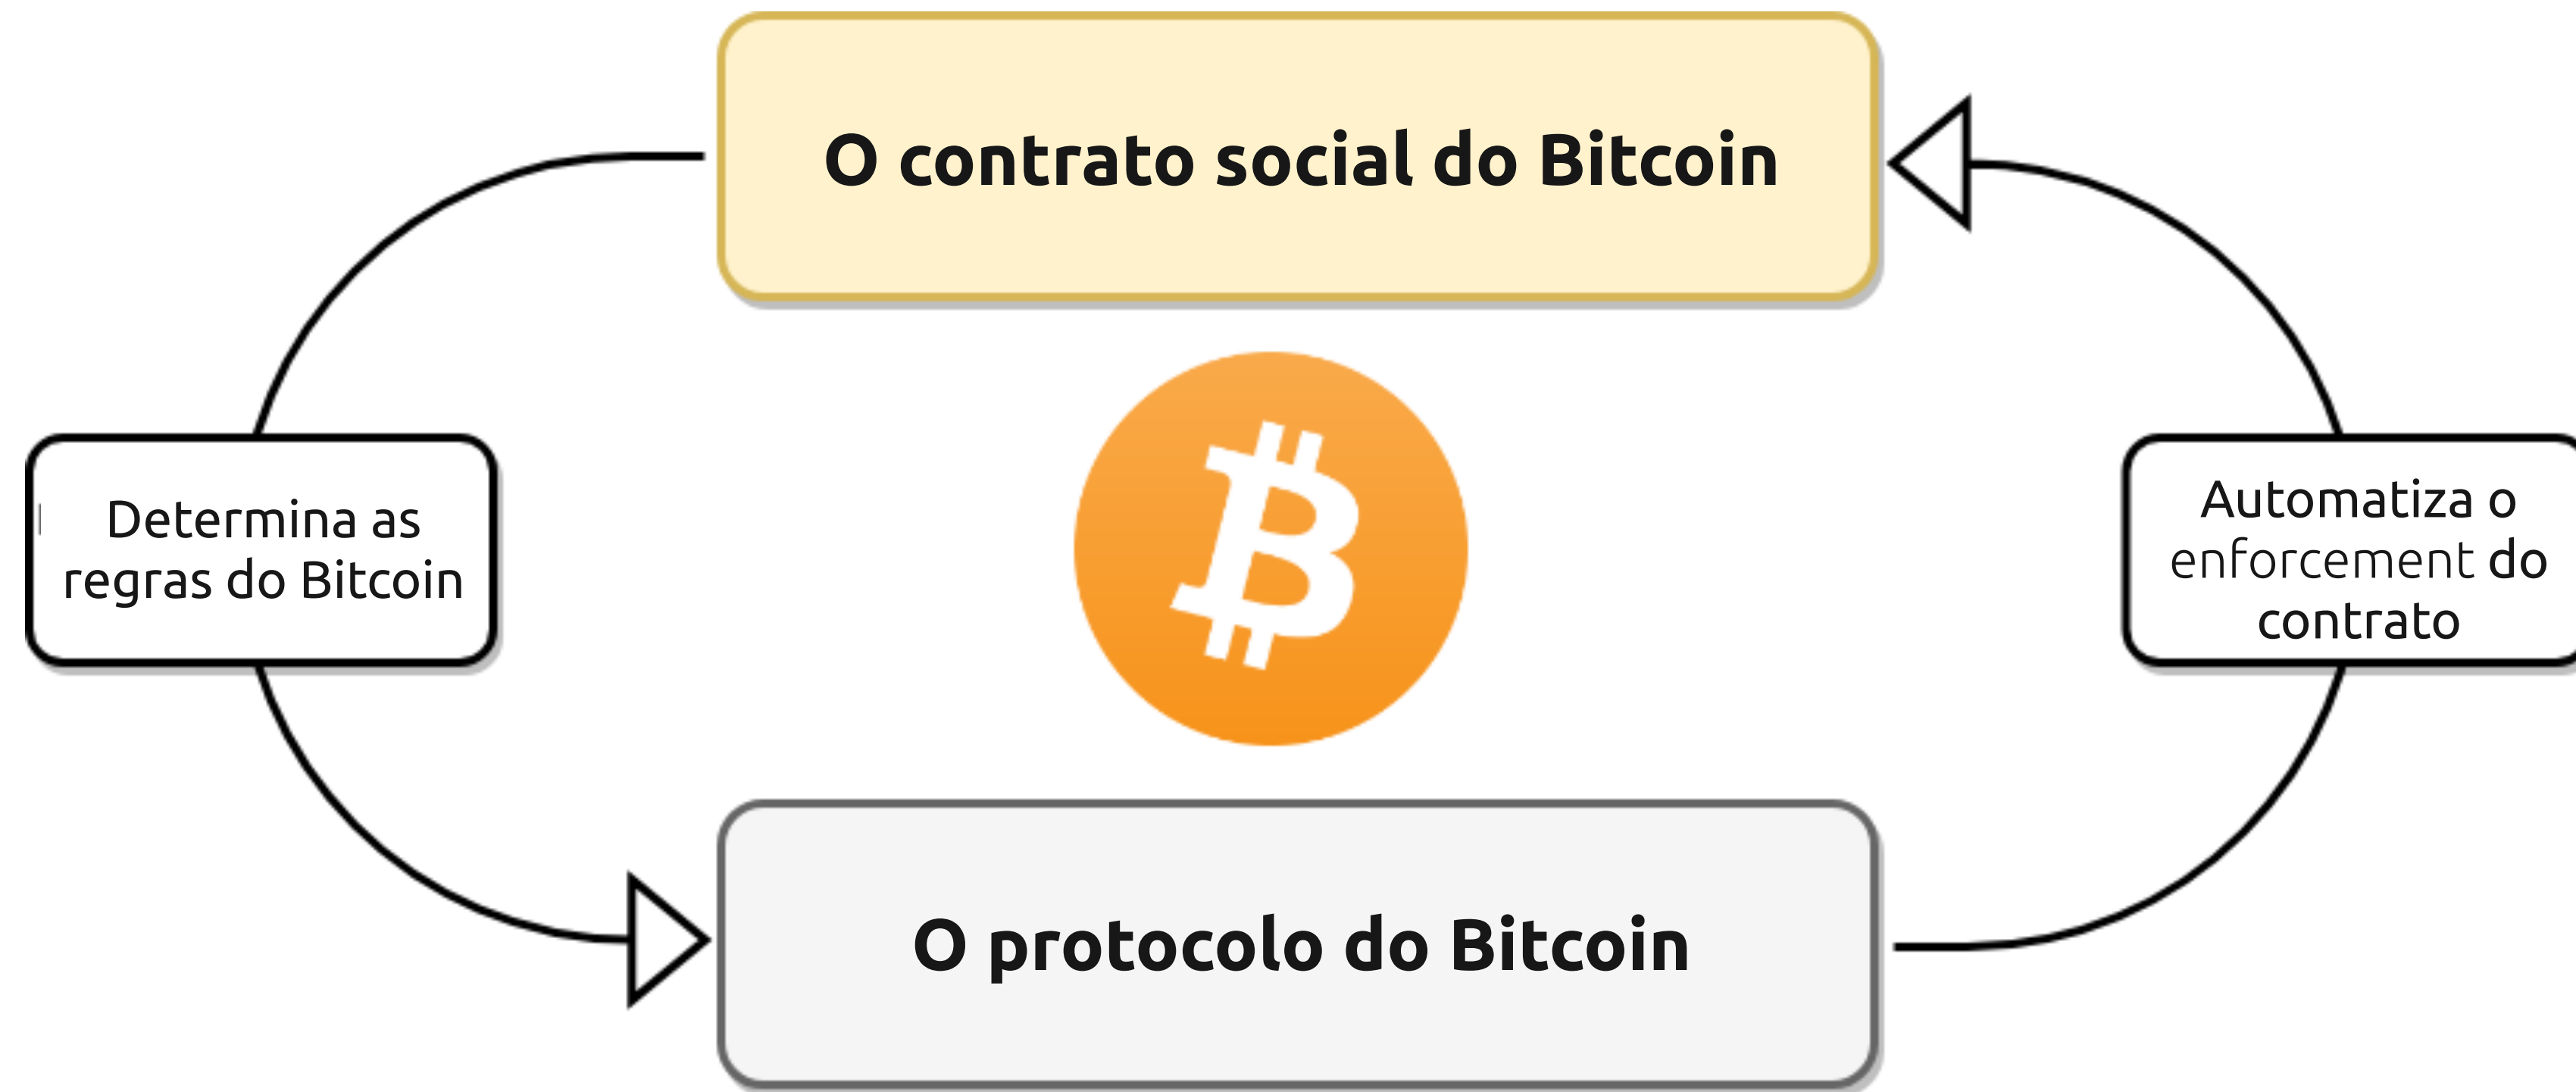 O contrato social do Bitcoin
Determina as
regras do Bitcoin
Automatiza o
enforcement do
contrato
O protocolo do Bitcoin